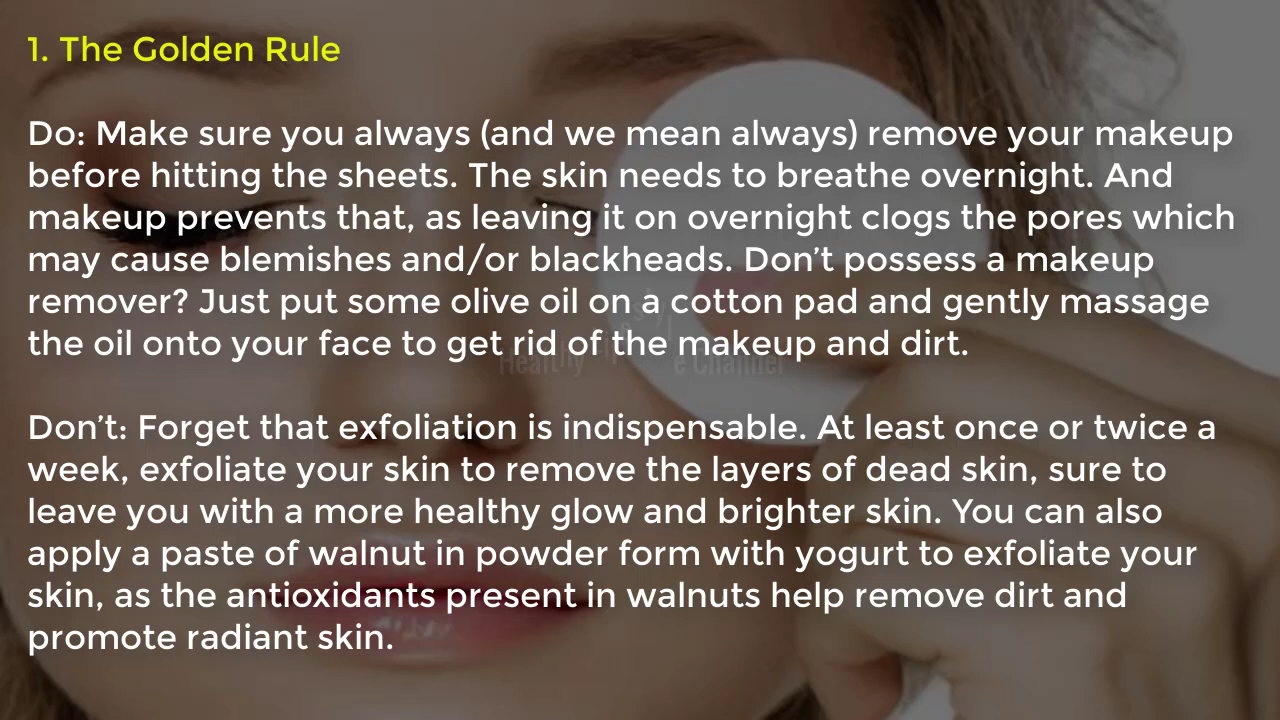 1. The Golden Rule
Do: Make sure you always (and we mean always) remove your makeup
before hitting the sheets. The skin needs to breathe overnight. And
makeup prevents that, as leaving it on overnight clogs the pores which
may cause blemishes and/or blackheads. Don’t possess a makeup
remover? Just put some olive oil on a cotton pad and gently massage
the oil onto your face to get rid of the makeup and dirt.
Healthy
e Channel
Don’t: Forget that exfoliation is indispensable. At least once or twice a
week, exfoliate your skin to remove the layers of dead skin, sure to
leave you with a more healthy glow and brighter skin. You can also
apply a paste of walnut in powder form with yogurt to exfoliate your
skin, as the antioxidants present in walnuts help remove dirt and
promote radiant skin.